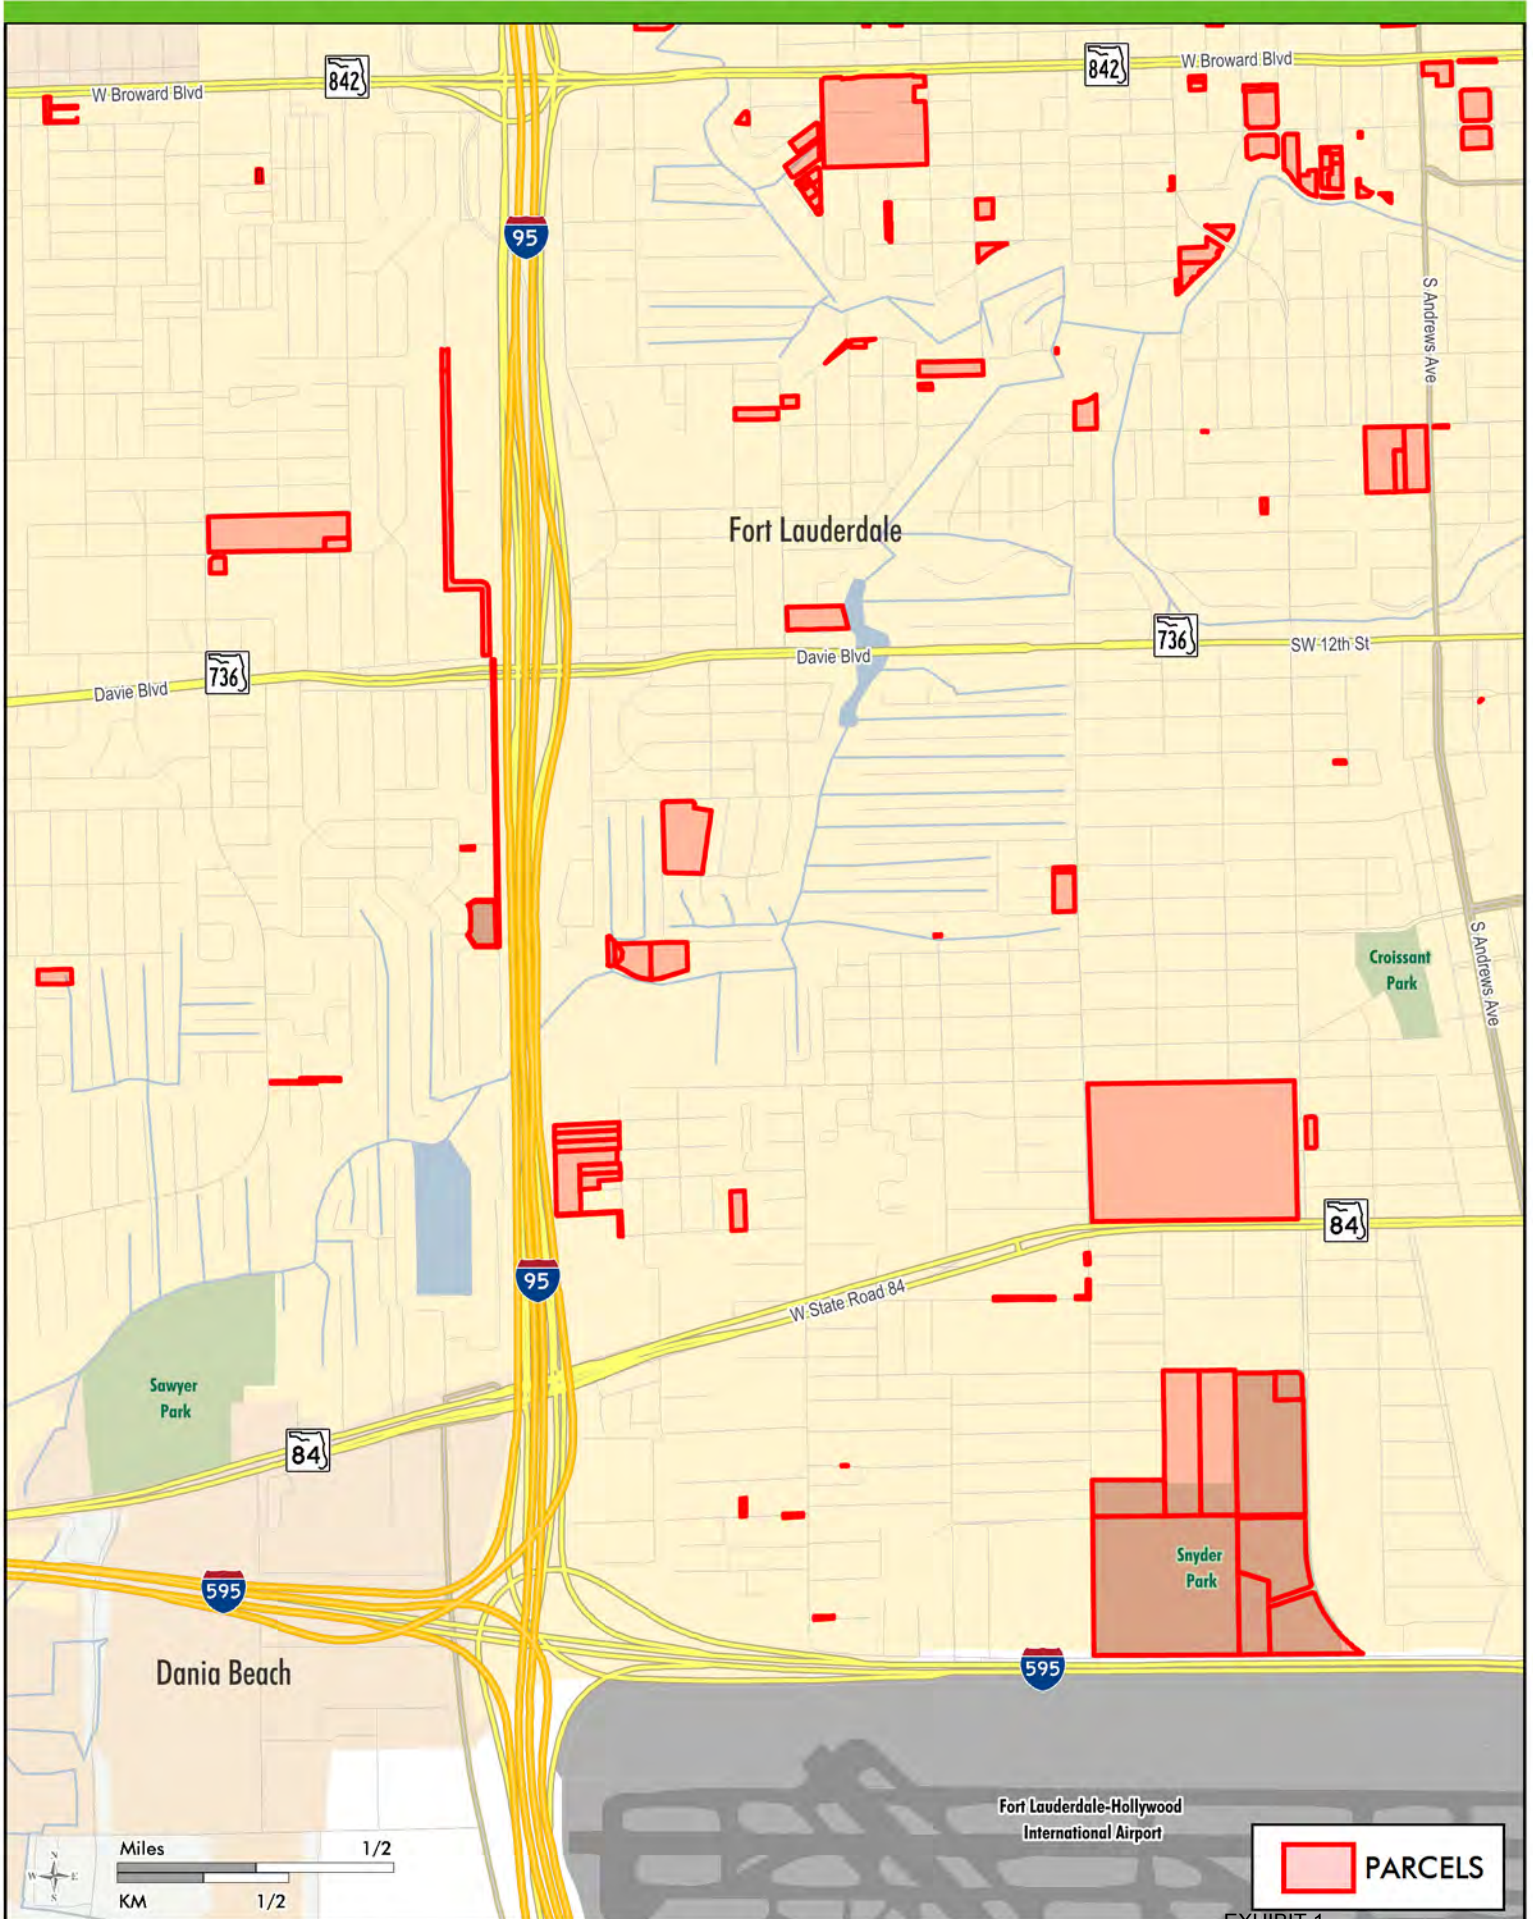 842
842
W Broward Blvd
W Broward Blvd
95
S Andrews Ave
Fort Lauderdale
736
SW 12th St
Davie Blvd
736
Davie Blvd
Croissant
Park
S Andrews Ave
84
95
W State Road 84
Sawyer
Park
84
Snyder
Park
595
595
Dania Beach
Fort Lauderdale-Hollywood
International Airport
Miles 1/2
KM 1/2
N
W E
S
PARCELS
EXHIBIT 1